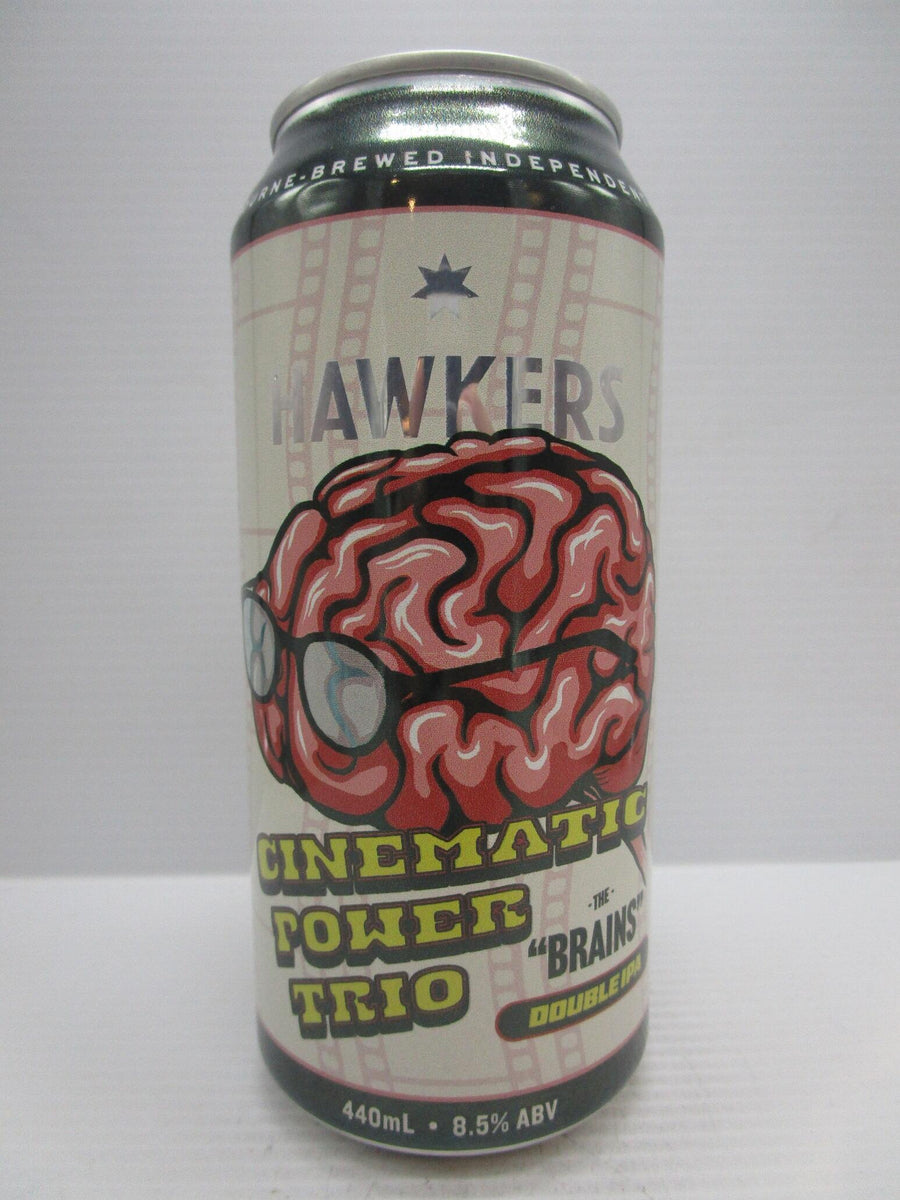 -BREWED INDEPENDEN
HAWKERS
CINEMATIC
POWER
TRIO
-THE-
“BRAINS”
DOUBLE IPA
440mL • 8.5% ABV